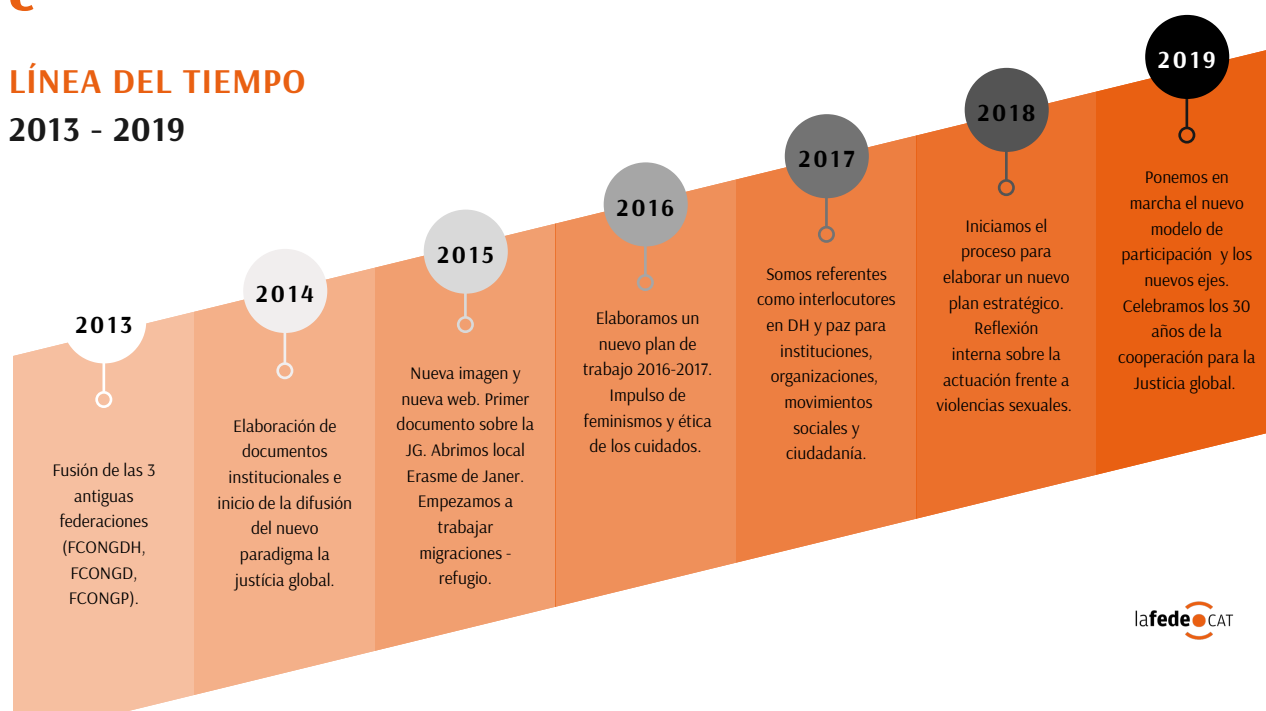 LÍNEA DEL TIEMPO
2013 - 2019
2013
Fusión de las 3
antiguas
federaciones
(FCONGDH,
FCONGD,
FCONGP).
2014
Elaboración de
documentos
institucionales e
inicio de la difusión
del nuevo
paradigma la
justícia global.
2015
Nueva imagen y
nueva web. Primer
documento sobre la
JG. Abrimos local
Erasme de Janer.
Empezamos a
trabajar
migraciones -
refugio.
2016
Elaboramos un
nuevo plan de
trabajo 2016-2017.
Impulso de
feminismos y ética
de los cuidados.
2017
Somos referentes
como interlocutores
en DH y paz para
instituciones,
organizaciones,
movimientos
sociales y
ciudadanía.
2018
Iniciamos el
proceso para
elaborar un nuevo
plan estratégico.
Reflexión
interna sobre la
actuación frente a
violencias sexuales.
2019
Ponemos en
marcha el nuevo
modelo de
participación y los
nuevos ejes.
Celebramos los 30
años de la
cooperación para la
Justicia global.
lafede CAT